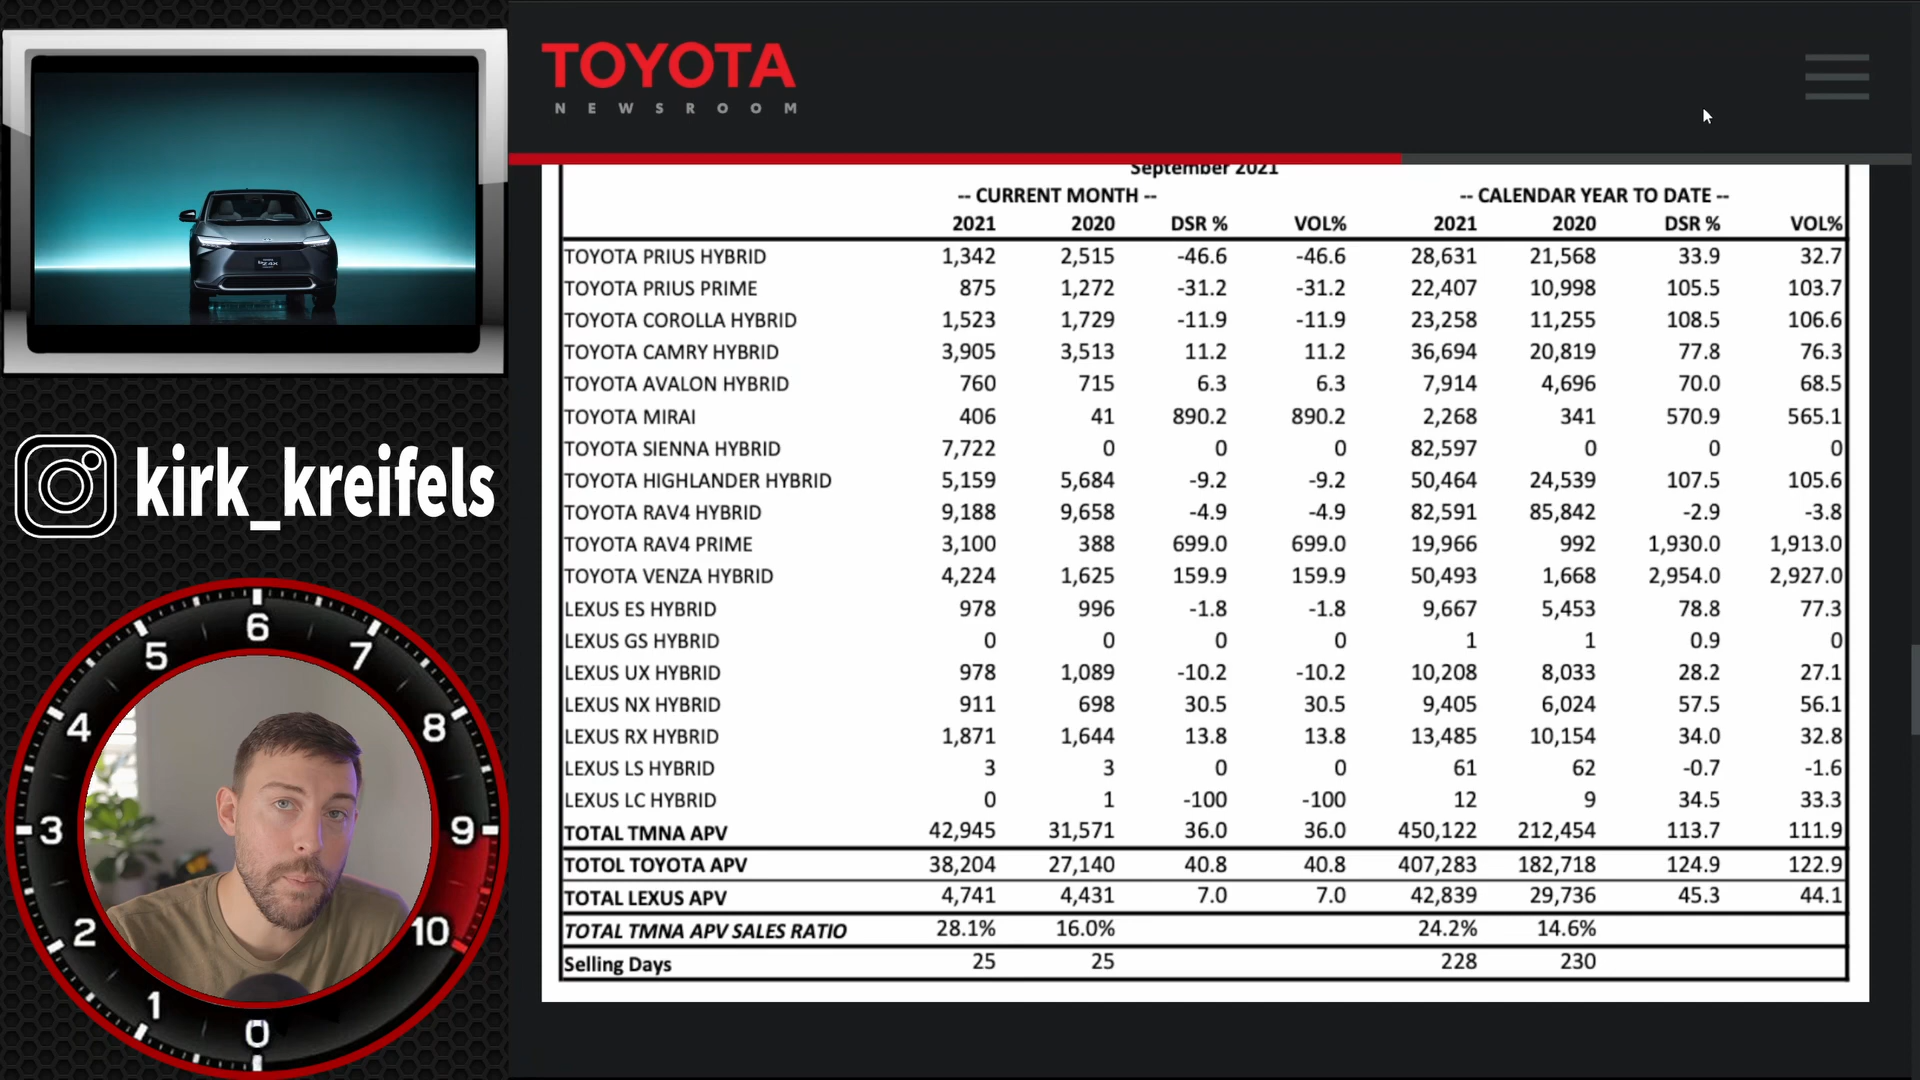 TOYOTA
NEWSROOM
September 2021
-- CURRENT MONTH -- -- CALENDAR YEAR TO DATE --
2021 2020 DSR % VOL% 2021 2020 DSR % VOL%
TOYOTA PRIUS HYBRID 1,342 2,515 -46.6 -46.6 28,631 21,568 33.9 32.7
TOYOTA PRIUS PRIME 875 1,272 -31.2 -31.2 22,407 10,998 105.5 103.7
TOYOTA COROLLA HYBRID 1,523 1,729 -11.9 -11.9 23,258 11,255 108.5 106.6
TOYOTA CAMRY HYBRID 3,905 3,513 11.2 11.2 36,694 20,819 77.8 76.3
TOYOTA AVALON HYBRID 760 715 6.3 6.3 7,914 4,696 70.0 68.5
TOYOTA MIRAI 406 41 890.2 890.2 2,268 341 570.9 565.1
TOYOTA SIENNA HYBRID 7,722 0 0 0 82,597 0 0 0
TOYOTA HIGHLANDER HYBRID 5,159 5,684 -9.2 -9.2 50,464 24,539 107.5 105.6
TOYOTA RAV4 HYBRID 9,188 9,658 -4.9 -4.9 82,591 85,842 -2.9 -3.8
TOYOTA RAV4 PRIME 3,100 388 699.0 699.0 19,966 992 1,930.0 1,913.0
TOYOTA VENZA HYBRID 4,224 1,625 159.9 159.9 50,493 1,668 2,954.0 2,927.0
LEXUS ES HYBRID 978 996 -1.8 -1.8 9,667 5,453 78.8 77.3
LEXUS GS HYBRID 0 0 0 0 1 1 0.9 0
LEXUS UX HYBRID 978 1,089 -10.2 -10.2 10,208 8,033 28.2 27.1
LEXUS NX HYBRID 911 698 30.5 30.5 9,405 6,024 57.5 56.1
LEXUS RX HYBRID 1,871 1,644 13.8 13.8 13,485 10,154 34.0 32.8
LEXUS LS HYBRID 3 3 0 0 61 62 -0.7 -1.6
LEXUS LC HYBRID 0 1 -100 -100 12 9 34.5 33.3
TOTAL TMNA APV 42,945 31,571 36.0 36.0 450,122 212,454 113.7 111.9
TOTOL TOYOTA APV 38,204 27,140 40.8 40.8 407,283 182,718 124.9 122.9
TOTAL LEXUS APV 4,741 4,431 7.0 7.0 42,839 29,736 45.3 44.1
TOTAL TMNA APV SALES RATIO 28.1% 16.0% 24.2% 14.6%
Selling Days 25 25 228 230
bZ4X
kirk_kreifels
0
1
2
3
4
5
6
7
8
9
10